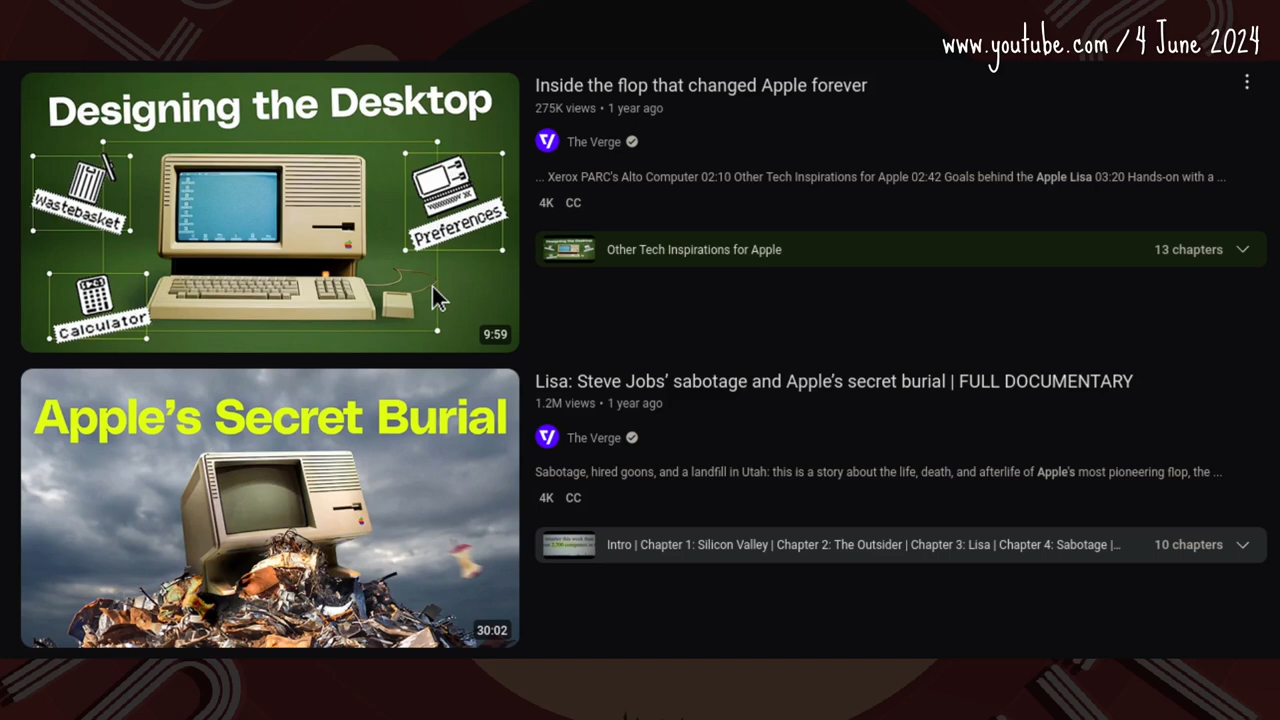 www.youtube.com / 4 June 2024
Designing the Desktop
Wastebasket
Preferences
Calculator
9:59
Inside the flop that changed Apple forever
275K views • 1 year ago
The Verge
... Xerox PARC's Alto Computer 02:10 Other Tech Inspirations for Apple 02:42 Goals behind the Apple Lisa 03:20 Hands-on with a ...
4K CC
Other Tech Inspirations for Apple
13 chapters
Apple's Secret Burial
30:02
Lisa: Steve Jobs' sabotage and Apple's secret burial | FULL DOCUMENTARY
1.2M views • 1 year ago
The Verge
Sabotage, hired goons, and a landfill in Utah: this is a story about the life, death, and afterlife of Apple's most pioneering flop, the ...
4K CC
Intro | Chapter 1: Silicon Valley | Chapter 2: The Outsider | Chapter 3: Lisa | Chapter 4: Sabotage |...
10 chapters